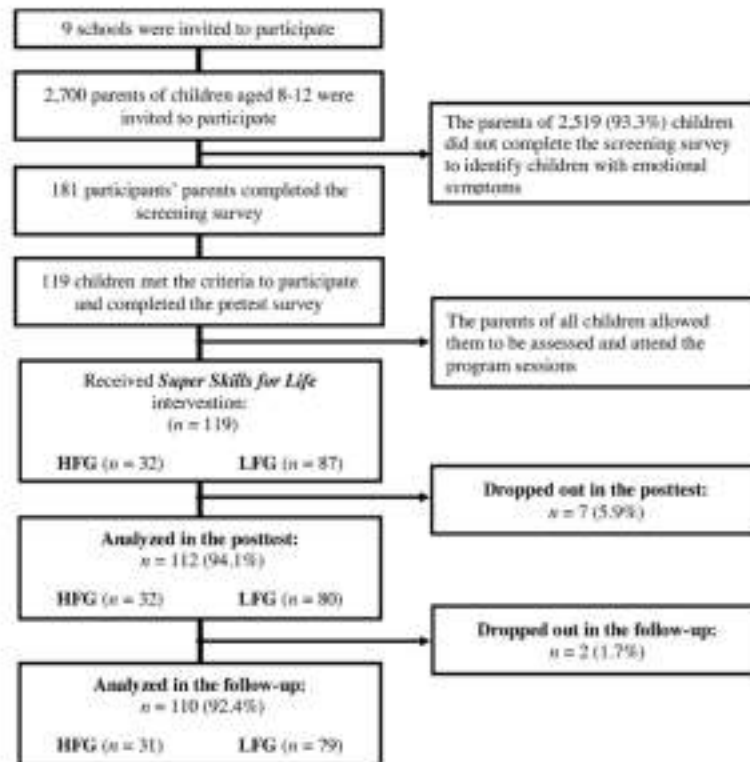 9 schools were invited to participate
2,700 parents of children aged 8-12 were
invited to participate
The parents of 2,519 (93.3%) children
did not complete the screening survey
to identify children with emotional
symptoms
181 participants' parents completed the
screening survey
119 children met the criteria to participate
and completed the pretest survey
The parents of all children allowed
them to be assessed and attend the
program sessions
Received Super Skills for Life
intervention:
(n = 119)
HFG (n = 32) LFG (n = 87)
Dropped out in the posttest:
n = 7 (5.9%)
Analyzed in the posttest:
n = 112 (94.1%)
HFG (n = 32) LFG (n = 80)
Dropped out in the follow-up:
n = 2 (1.7%)
Analyzed in the follow-up:
n = 110 (92.4%)
HFG (n = 31) LFG (n = 79)